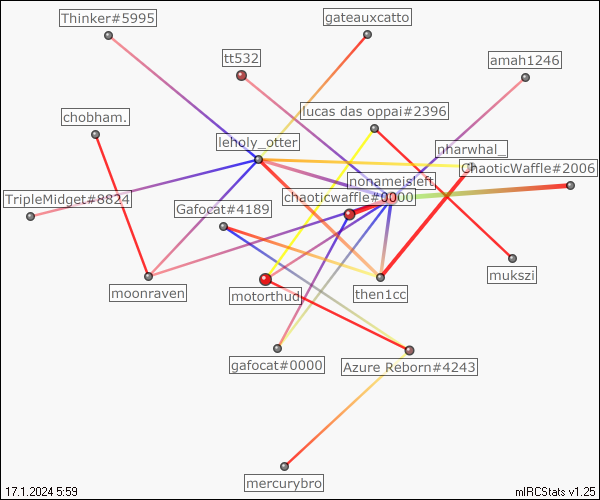 Thinker#5995
gateauxcatto
tt532
amah1246
lucas das oppai#2396
chobham.
leholy_otter
nharwhal_
ChaoticWaffle#2006
nonameisleft
TripleMidget#8824
chaoticwaffle#0000
Gafocat#4189
mukszi
moonraven
motorthud
then1cc
gafocat#0000
Azure Reborn#4243
mercurybro
17.1.2024 5:59
mIRCStats v1.25